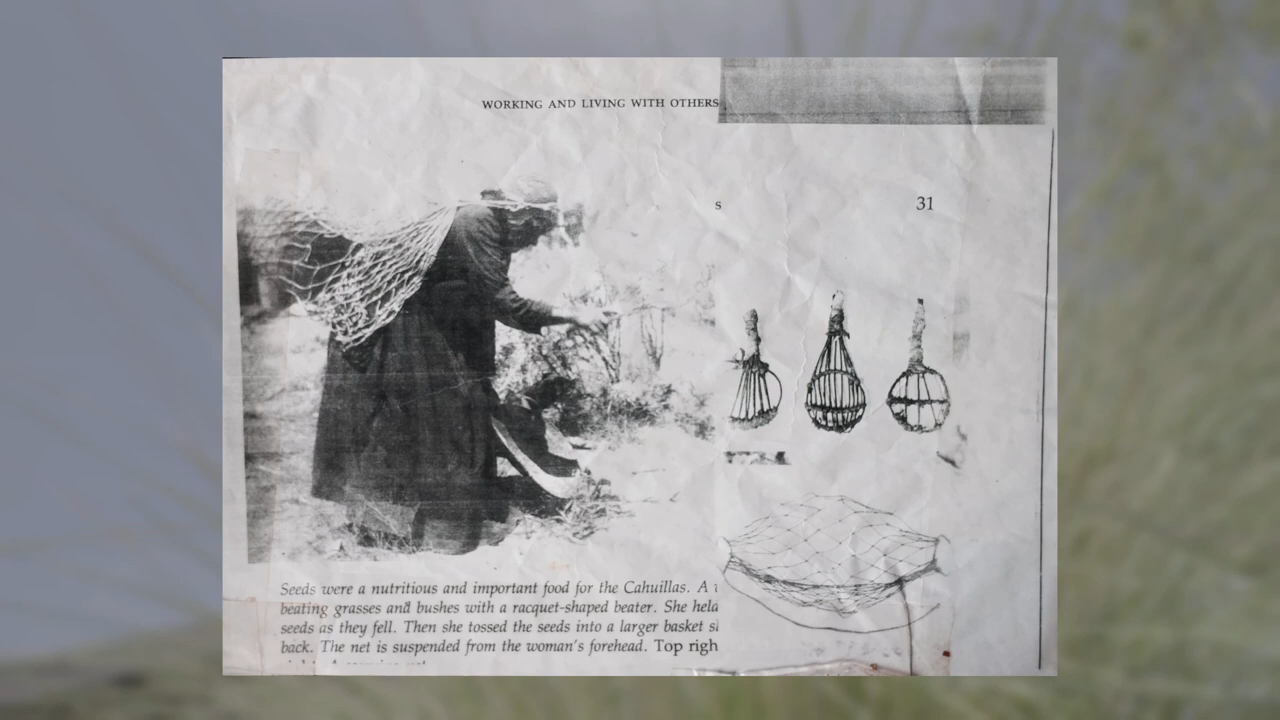 WORKING AND LIVING WITH OTHERS
s
31
Seeds were a nutritious and important food for the Cahuillas. A
beating grasses and bushes with a racquet-shaped beater. She held
seeds as they fell. Then she tossed the seeds into a larger basket
back. The net is suspended from the woman's forehead. Top righ